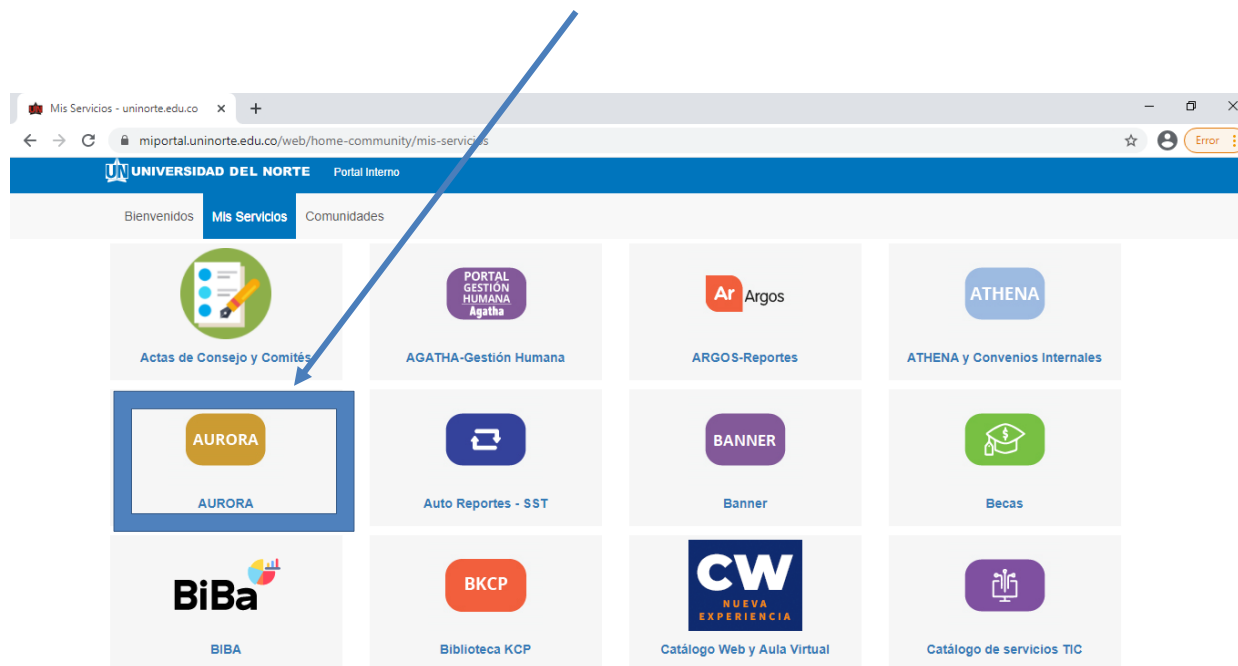 Mis Servicios - uninorte.edu.co
miportal.uninorte.edu.co/web/home-community/mis-servicios
Error
UN UNIVERSIDAD DEL NORTE Portal Interno
Bienvenidos Mis Servicios Comunidades
PORTAL
GESTIÓN
HUMANA
Agatha
Ar Argos
ATHENA
Actas de Consejo y Comités
AGATHA-Gestión Humana
ARGOS-Reportes
ATHENA y Convenios Internales
AURORA
BANNER
$
AURORA
Auto Reportes - SST
Banner
Becas
BiBa
BKCP
CW
NUEVA
EXPERIENCIA
BIBA
Biblioteca KCP
Catálogo Web y Aula Virtual
Catálogo de servicios TIC